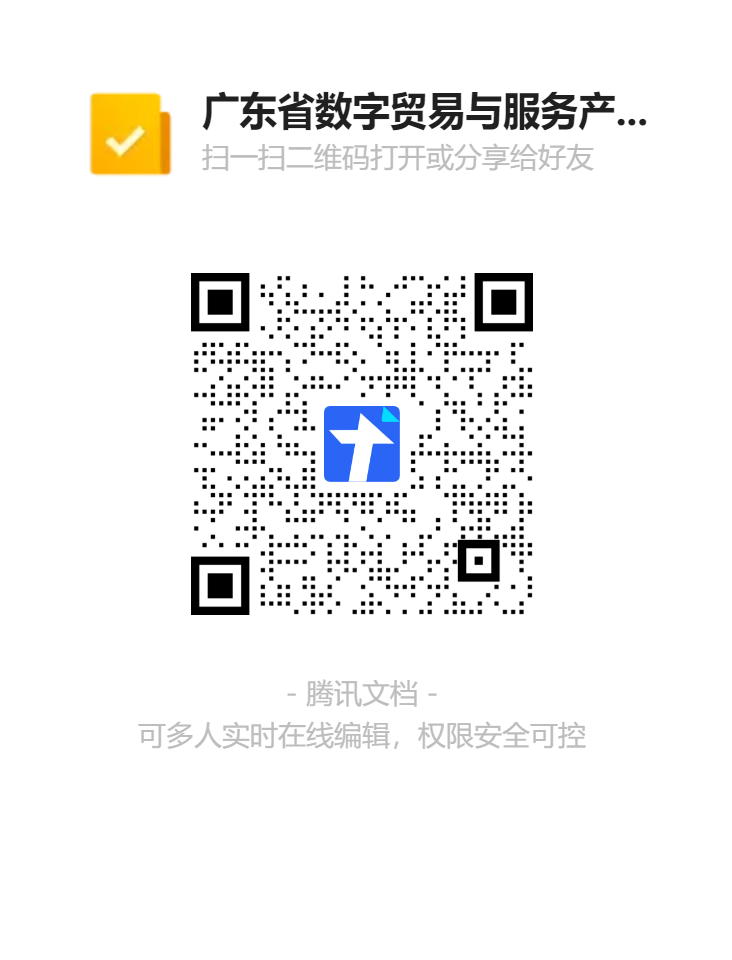 广东省数字贸易与服务产...
扫一扫二维码打开或分享给好友
- 腾讯文档 -
可多人实时在线编辑，权限安全可控